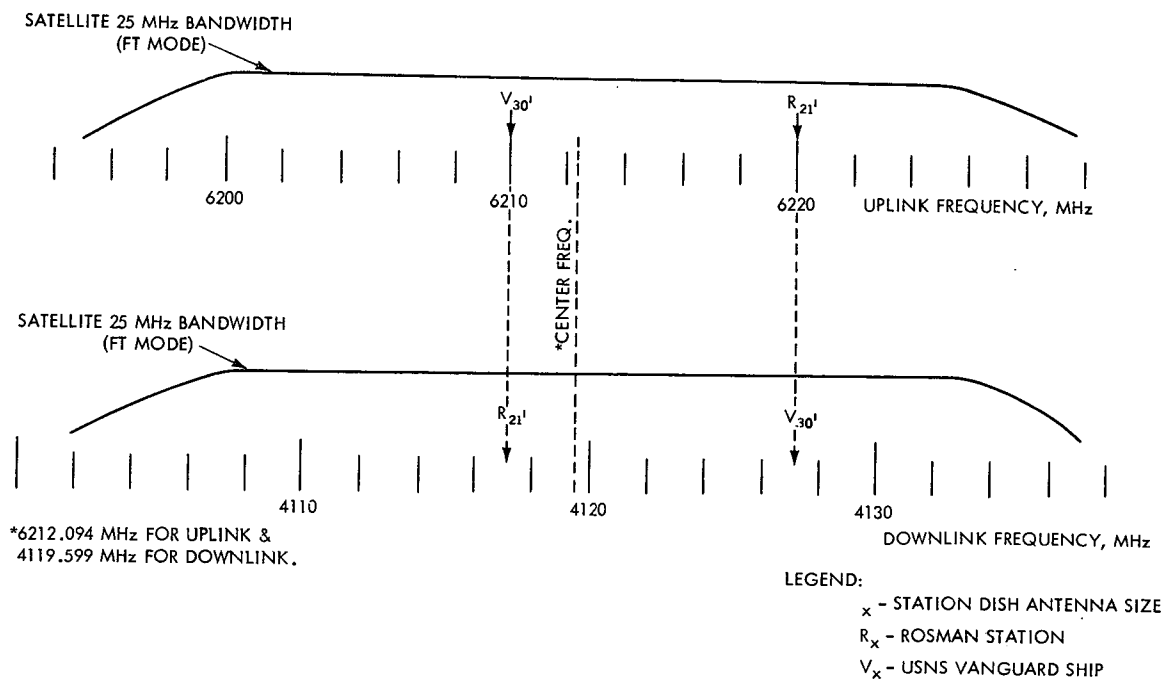 SATELLITE 25 MHz BANDWIDTH
(FT MODE)
V30'
R21'
6200
6210
6220
UPLINK FREQUENCY, MHz
*CENTER FREQ.
SATELLITE 25 MHz BANDWIDTH
(FT MODE)
R21'
V30'
4110
4120
4130
*6212.094 MHz FOR UPLINK &
4119.599 MHz FOR DOWNLINK.
DOWNLINK FREQUENCY, MHz
LEGEND:
x - STATION DISH ANTENNA SIZE
Rx - ROSMAN STATION
Vx - USNS VANGUARD SHIP